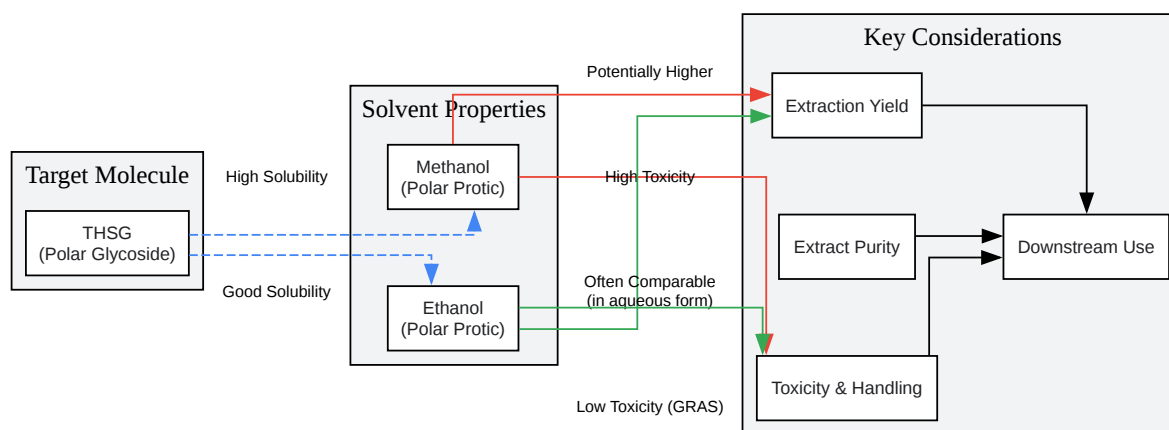 Target Molecule
THSG
(Polar Glycoside)
High Solubility
Good Solubility
Solvent Properties
Methanol
(Polar Protic)
Ethanol
(Polar Protic)
Potentially Higher
High Toxicity
Often Comparable
(in aqueous form)
Low Toxicity (GRAS)
Key Considerations
Extraction Yield
Extract Purity
Downstream Use
Toxicity & Handling